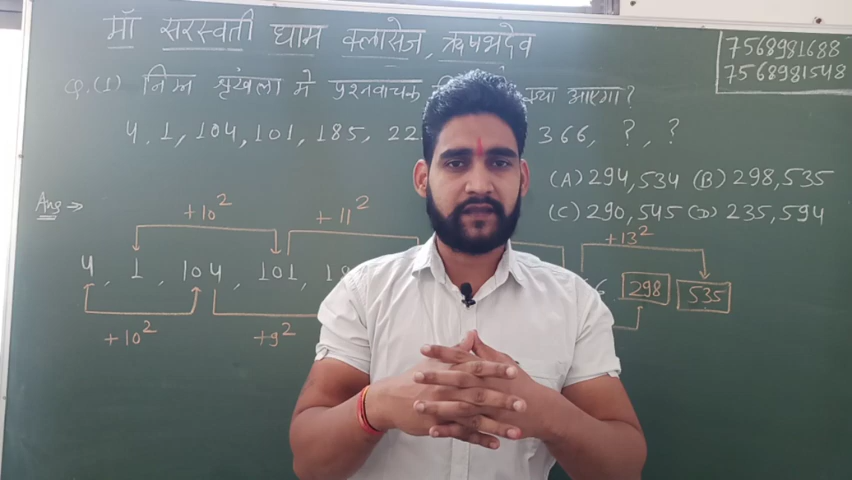 माँ सरस्वती धाम क्लासेज, ऋषभदेव
7568981688
7568981548
Q.(1) निम्न श्रृंखला मे प्रश्नवाचक क्या आएगा?
4, 1, 104, 101, 185, 22 366, ?, ?
(A) 294,534 (B) 298,535
(C) 290,545 (D) 235,594
Ans →
+10² +11² +13²
4, 1, 104, 101, 18 6 298 535
+10² +9²